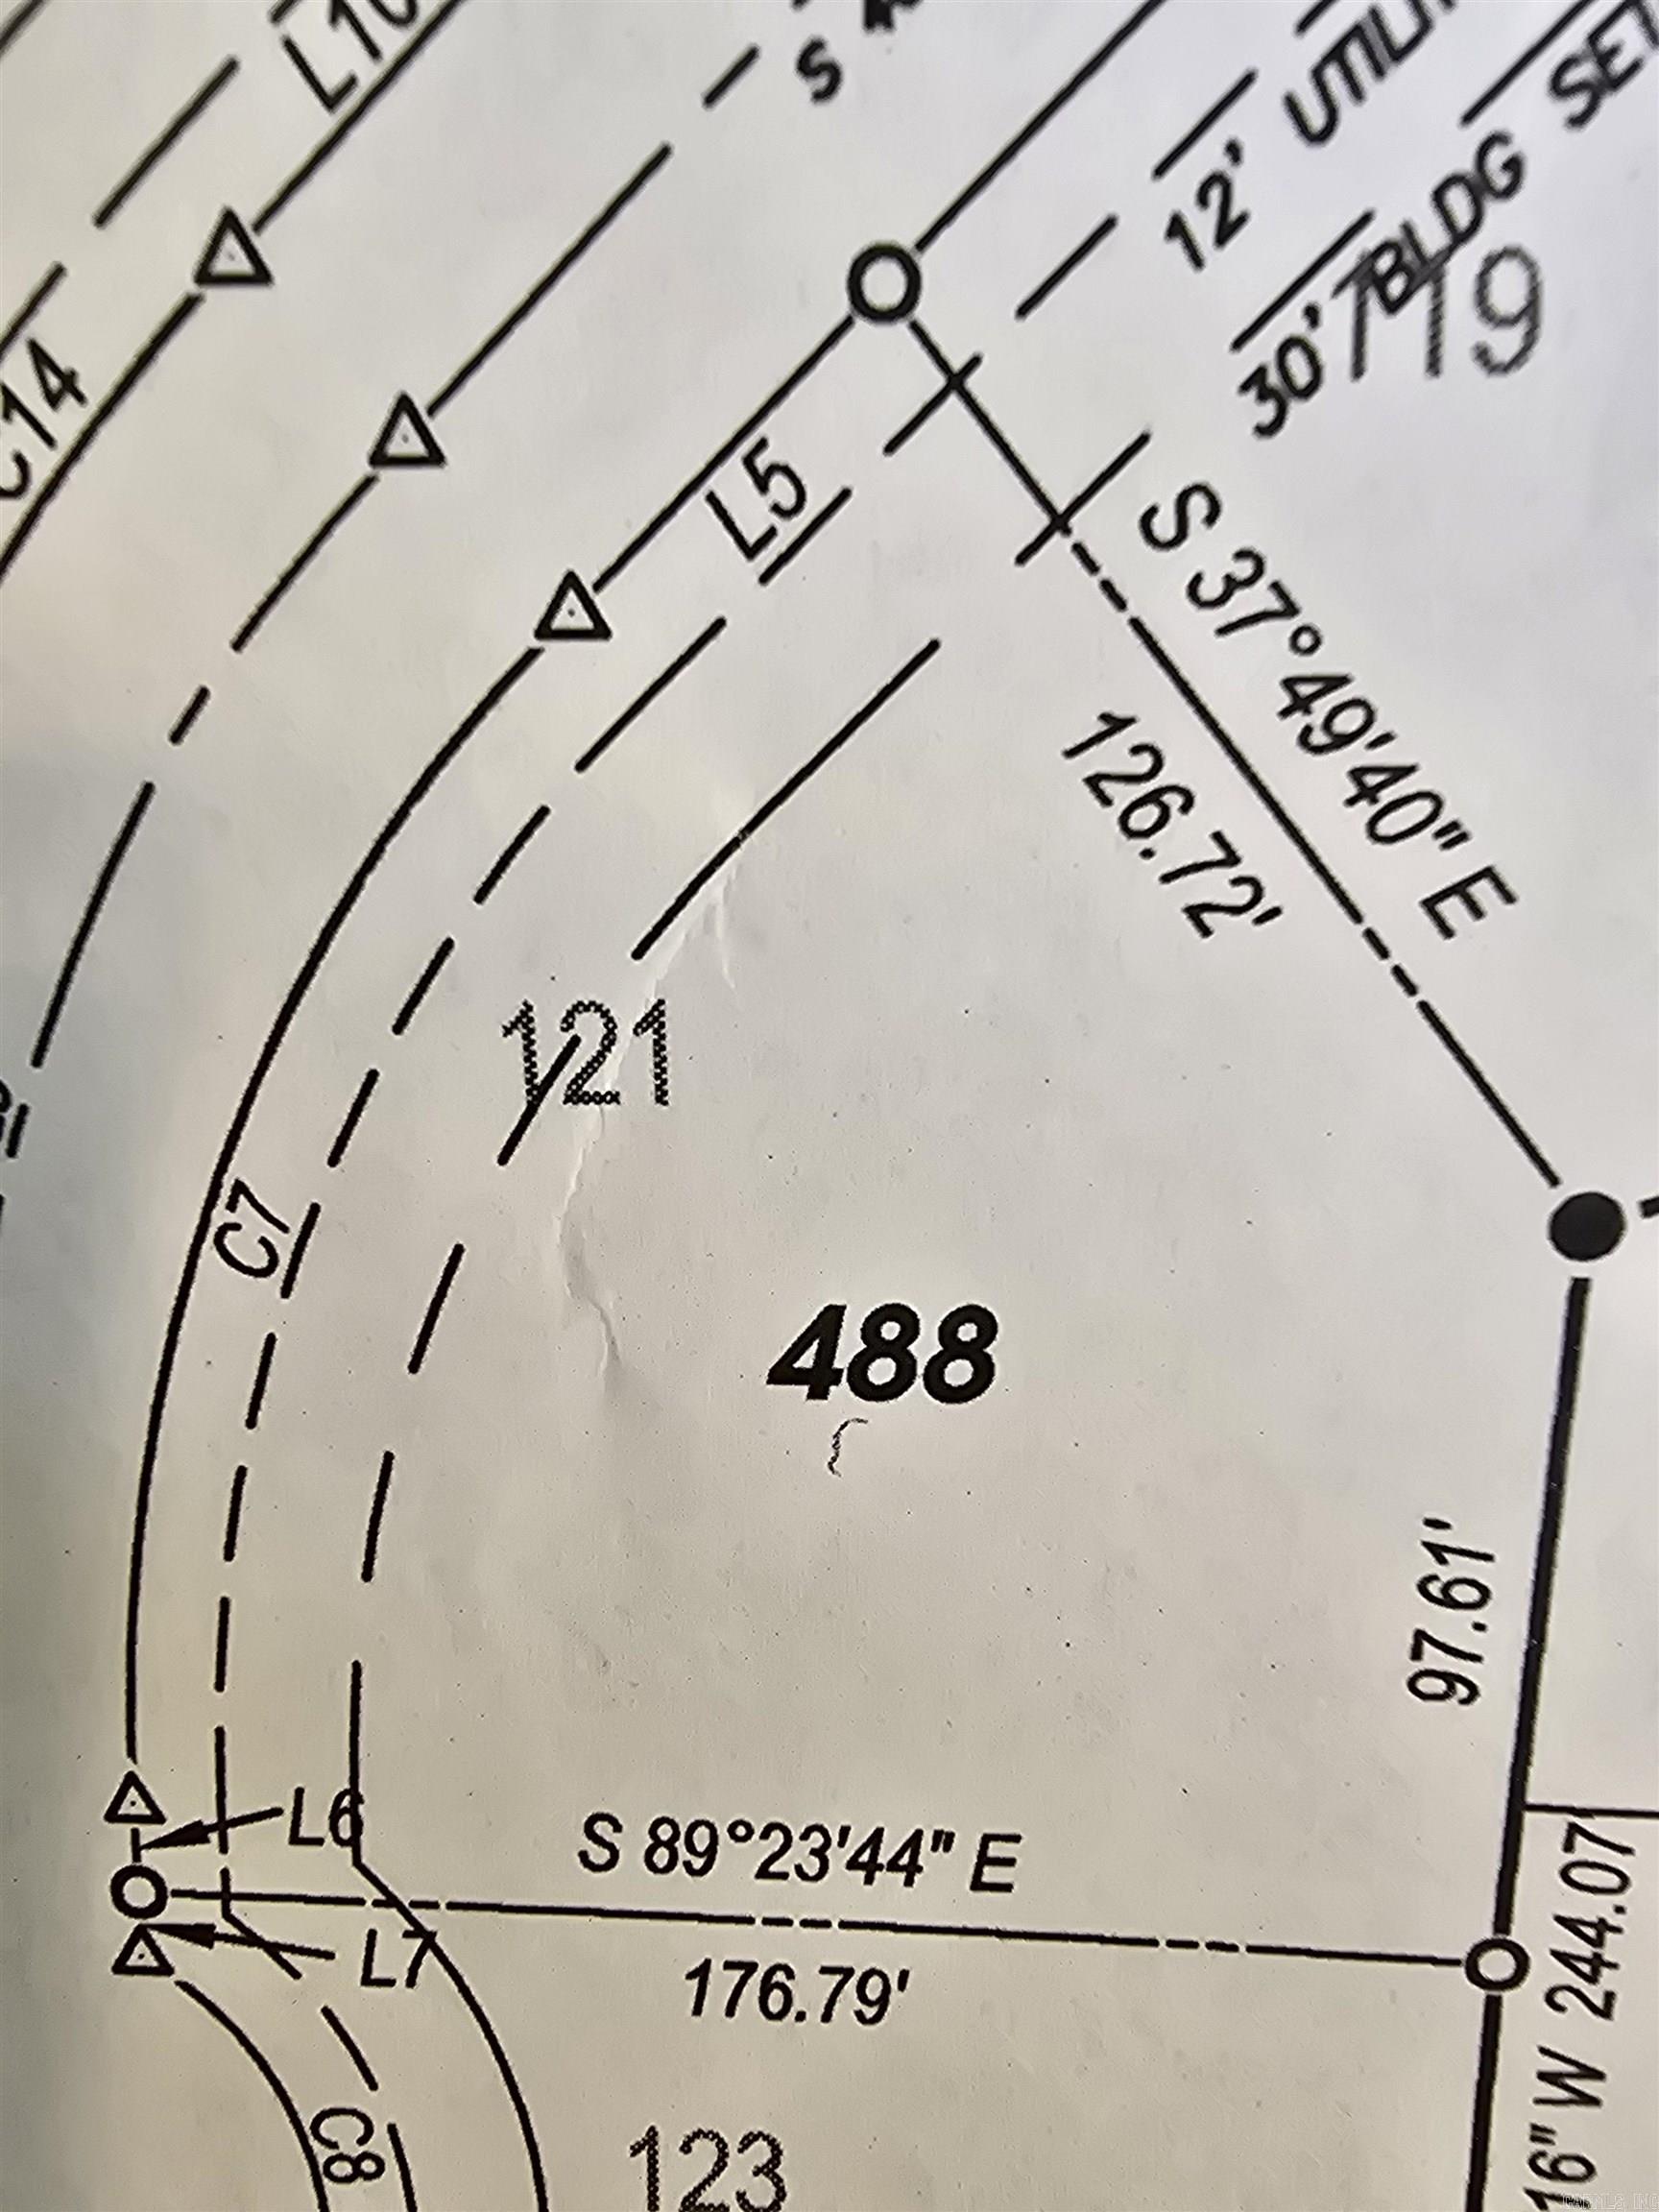 L10
S
12' UTILI
30' BLDG SET
719
C14
L5
S 37°49'40" E
126.72'
121
C7
488
97.61'
L6
S 89°23'44" E
L7
176.79'
16" W 244.07
C8
123